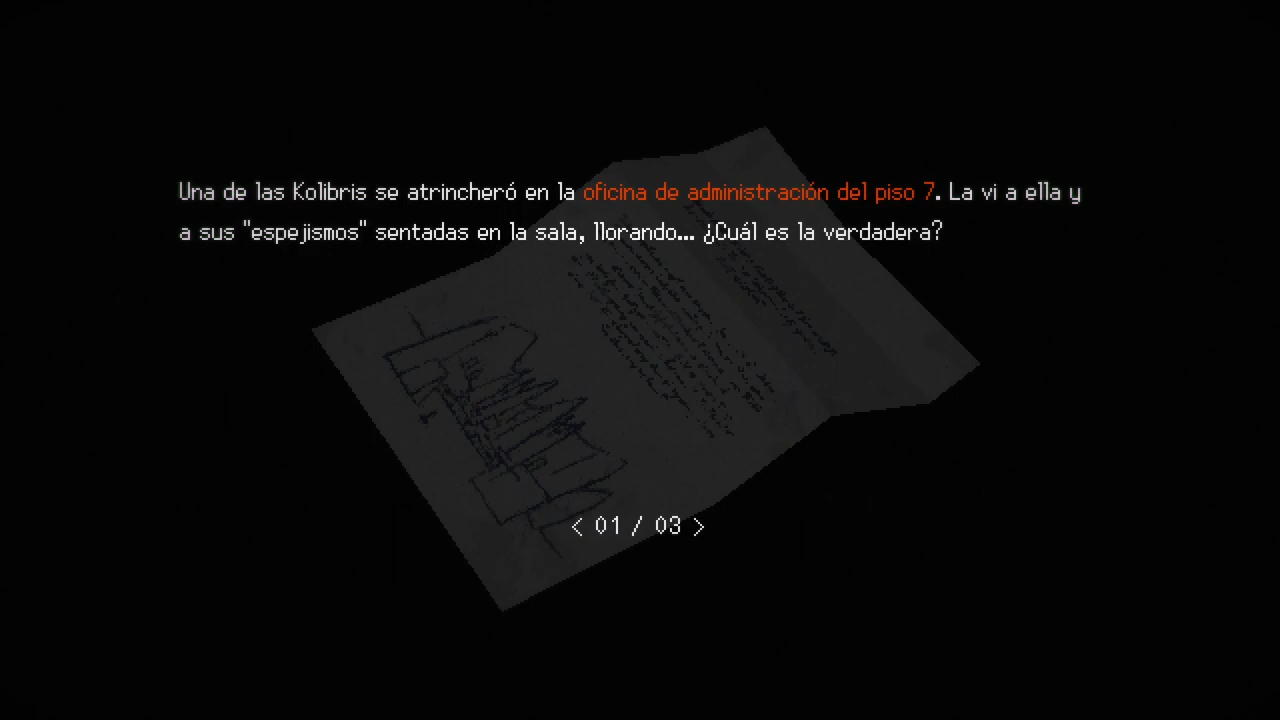 Una de las Kolibris se atrincheró en la oficina de administración del piso 7. La vi a ella y
a sus "espejismos" sentadas en la sala, llorando... ¿Cuál es la verdadera?
< 01 / 03 >